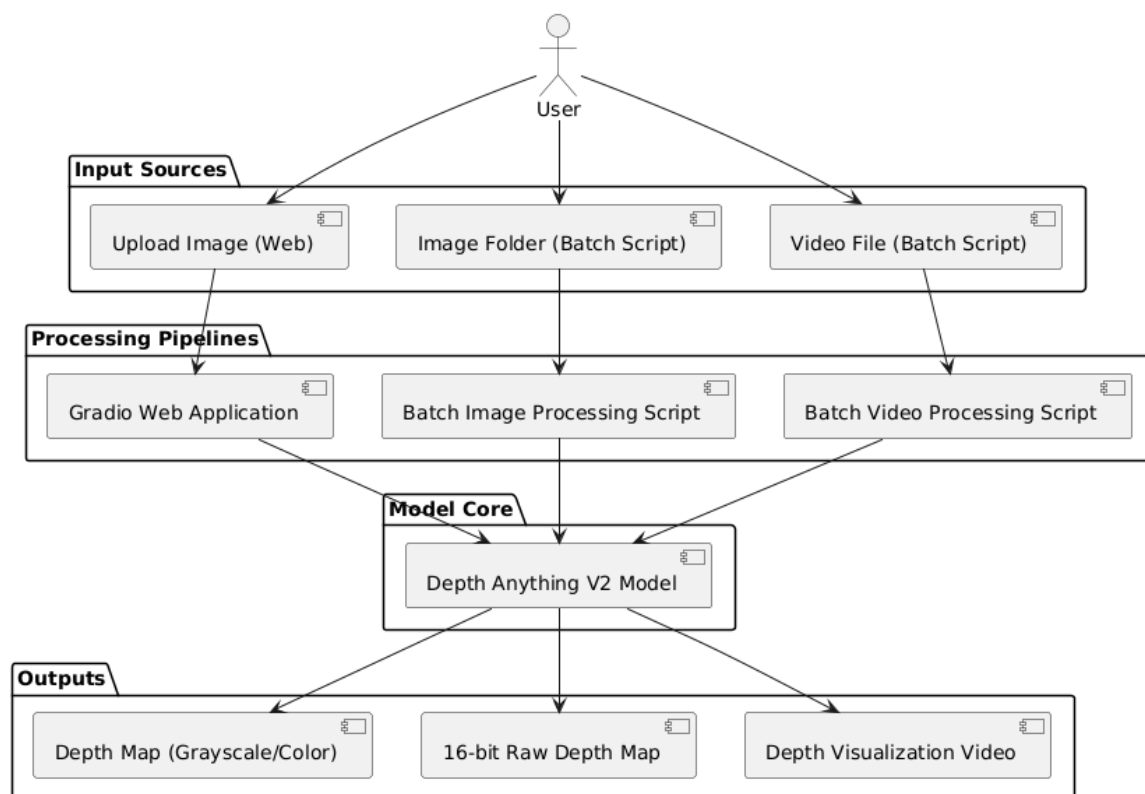 User
Input Sources
Upload Image (Web)
Image Folder (Batch Script)
Video File (Batch Script)
Processing Pipelines
Gradio Web Application
Batch Image Processing Script
Batch Video Processing Script
Model Core
Depth Anything V2 Model
Outputs
Depth Map (Grayscale/Color)
16-bit Raw Depth Map
Depth Visualization Video